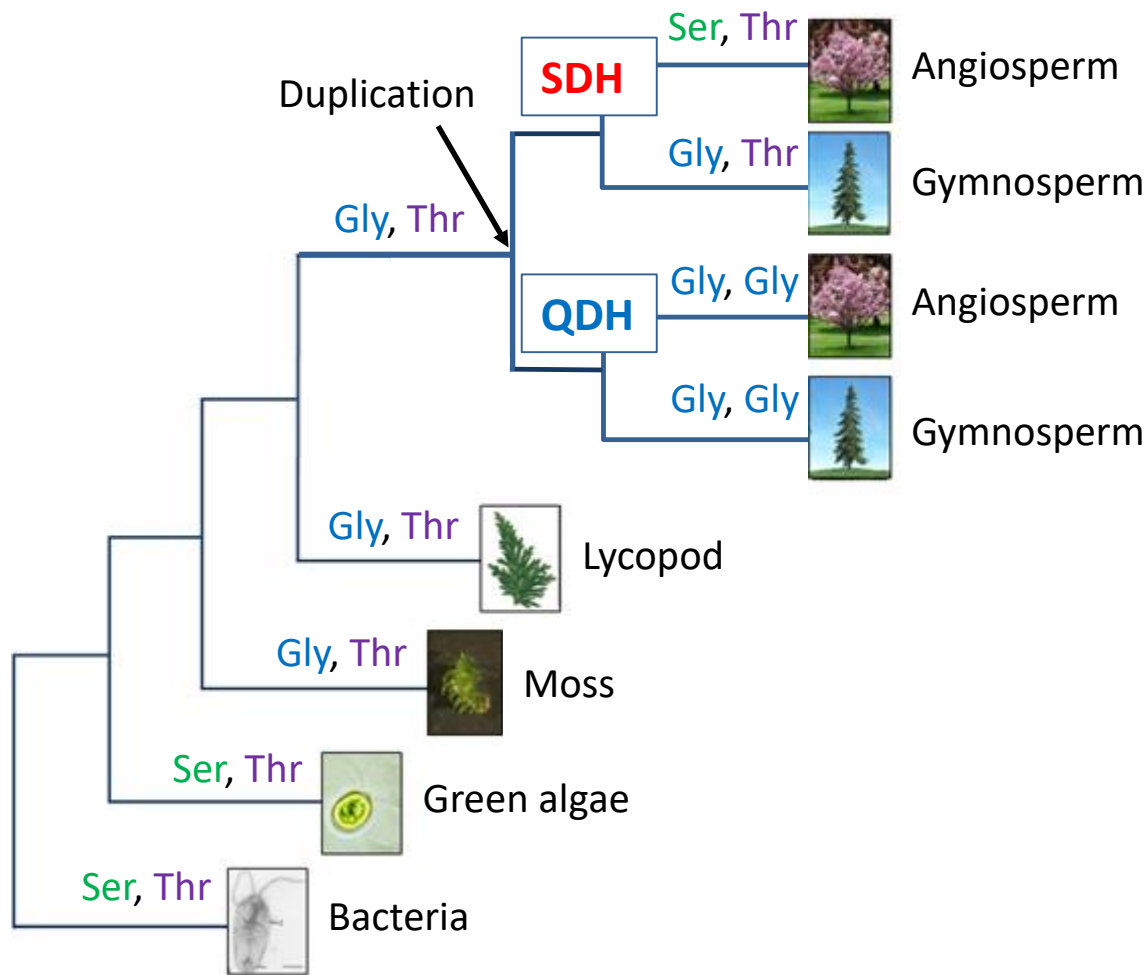 Ser, Thr
SDH
Angiosperm
Duplication
Gly, Thr
Gymnosperm
Gly, Thr
Gly, Gly
Angiosperm
QDH
Gly, Gly
Gymnosperm
Gly, Thr
Lycopod
Gly, Thr
Moss
Ser, Thr
Green algae
Ser, Thr
Bacteria